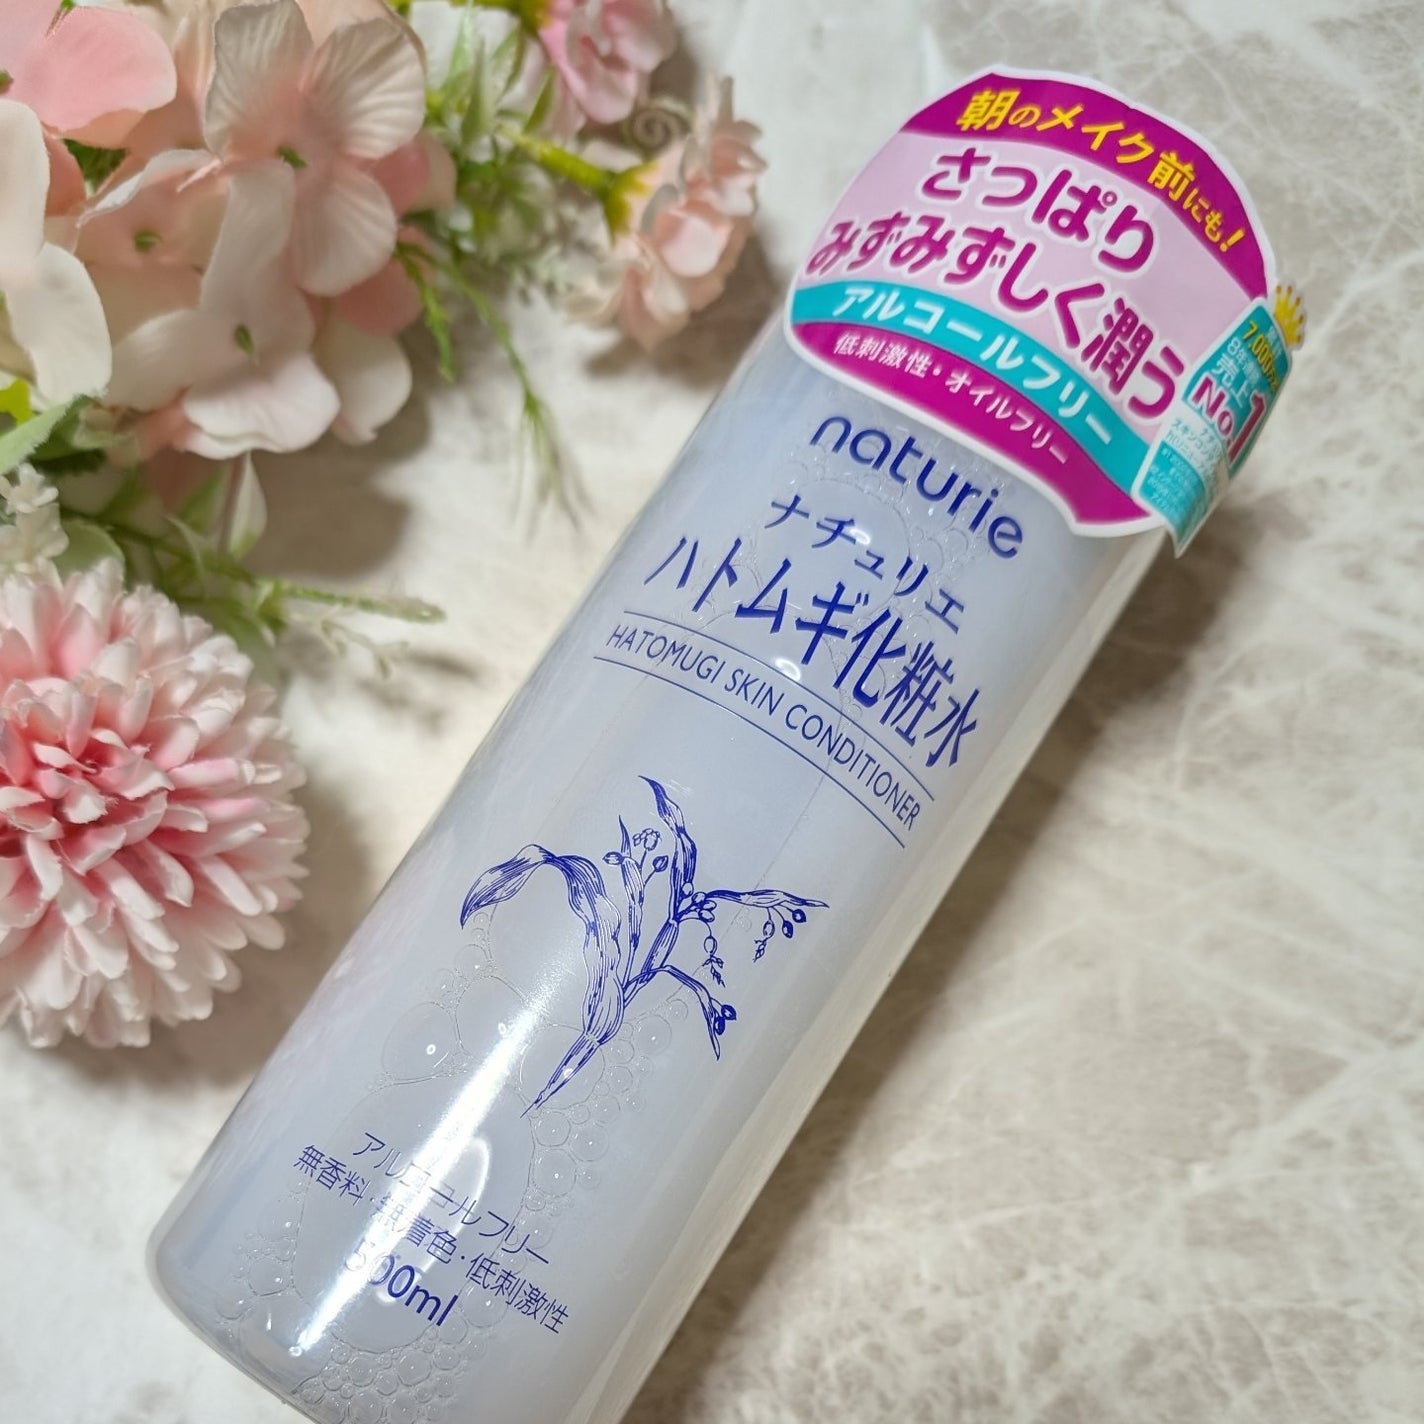 朝のメイク前にも!
さっぱり
みずみずしく潤う
アルコールフリー
低刺激性・オイルフリー
売上
No.1
naturie
ナチュリエ
ハトムギ化粧水
HATOMUGI SKIN CONDITIONER
アルコールフリー
無香料・無着色・低刺激性
500ml